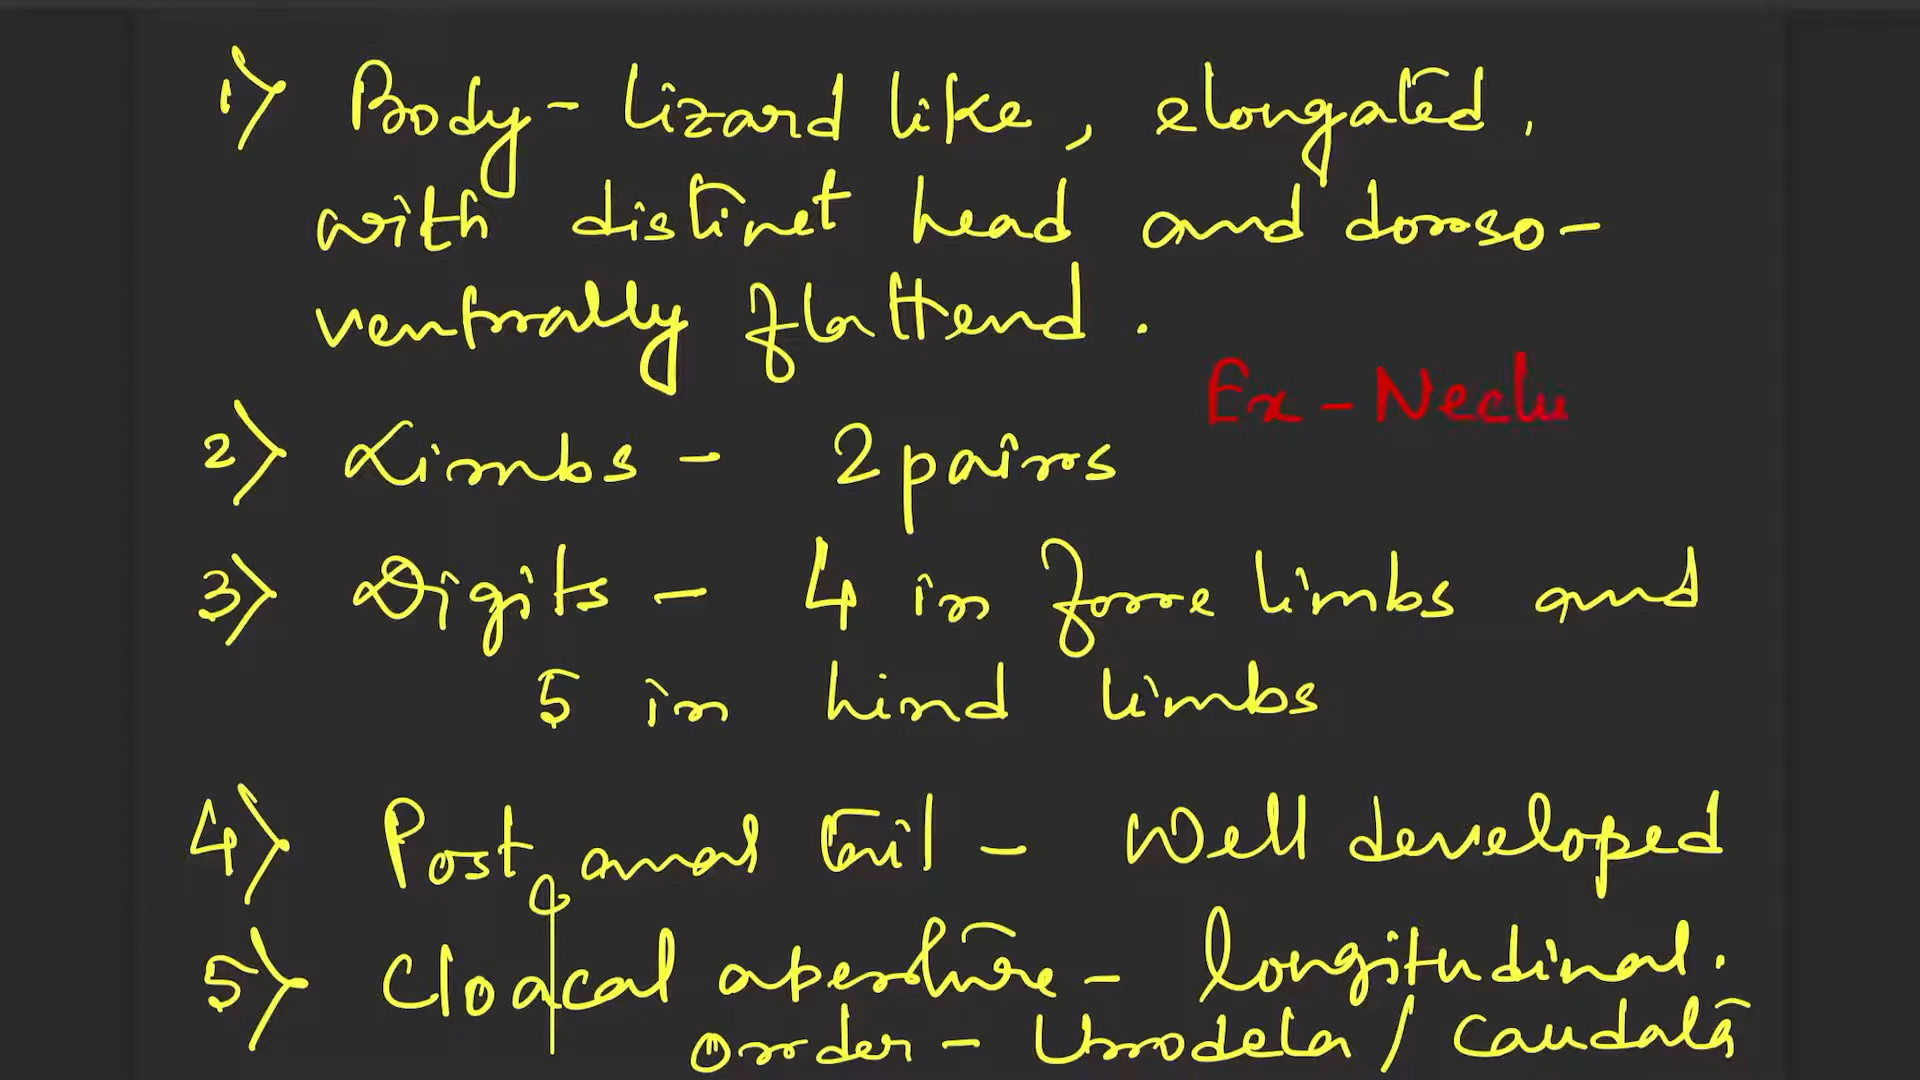 1) Body - lizard like, elongated,
with distinct head and dorso-
ventrally flattend.
Ex - Nectu
2) Limbs - 2 pairs
3) Digits - 4 in fore limbs and
5 in hind limbs
4) Post anal tail - Well developed
5) Cloacal aperture - longitudinal.
order - Urodela / Caudata